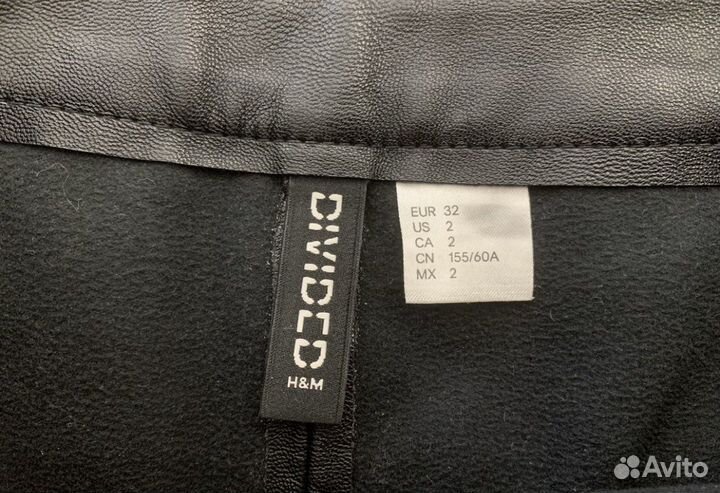 DIVIDED
H&M
EUR 32
US 2
CA 2
CN 155/60A
MX 2
Avito